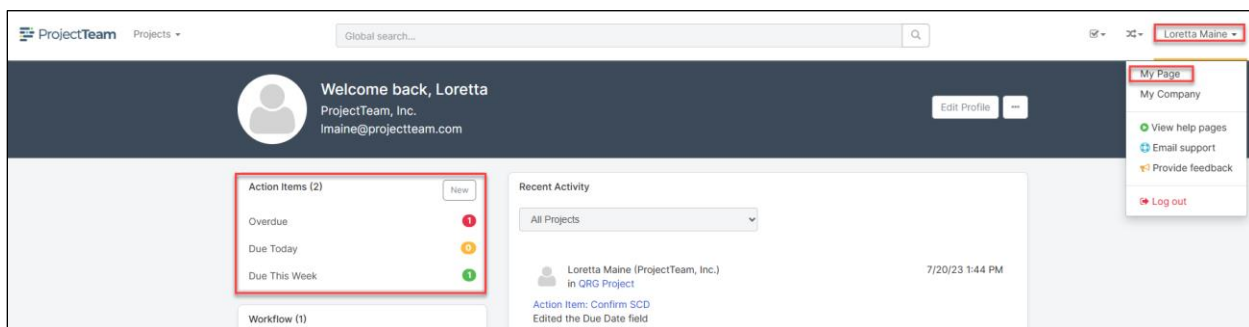 ProjectTeam Projects Global search... Loretta Maine
My Page
My Company
View help pages
Email support
Provide feedback
Log out
Welcome back, Loretta
ProjectTeam, Inc.
lmaine@projectteam.com
Edit Profile ...
Action Items (2) New
Overdue 1
Due Today 0
Due This Week 1
Workflow (1)
Recent Activity
All Projects
Loretta Maine (ProjectTeam, Inc.) 7/20/23 1:44 PM
in QRG Project
Action Item: Confirm SCD
Edited the Due Date field